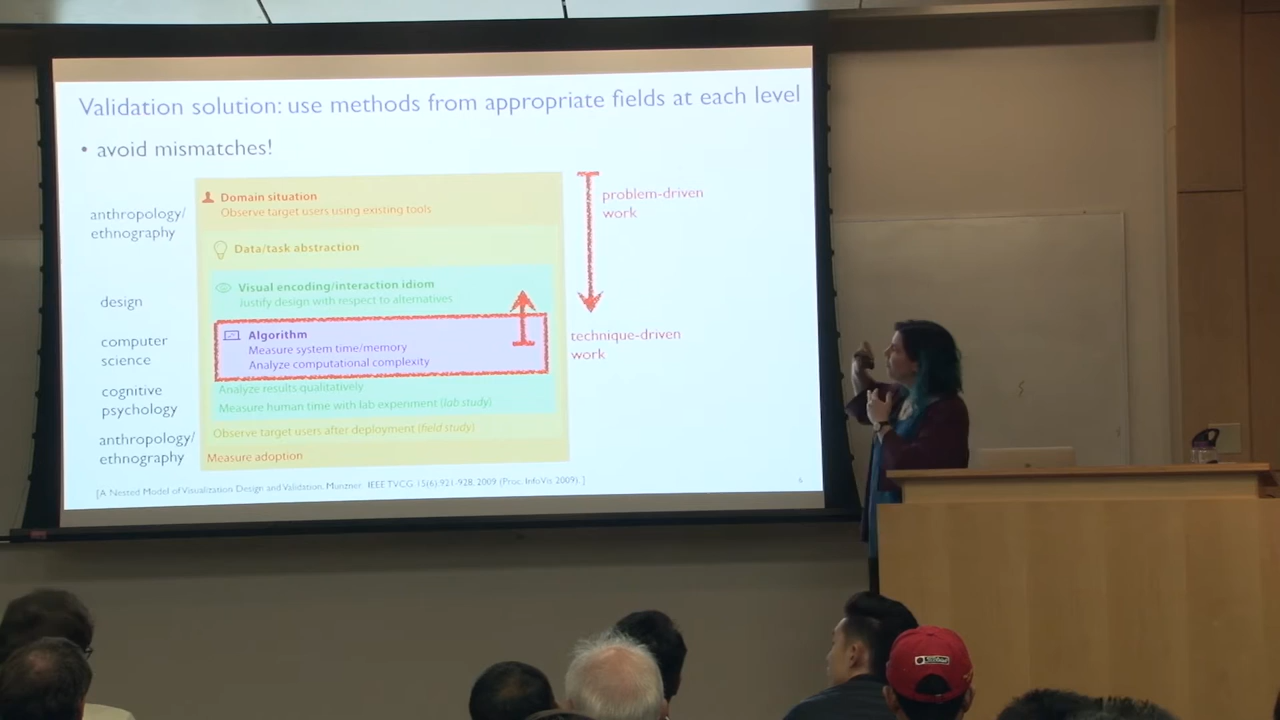 Validation solution: use methods from appropriate fields at each level
• avoid mismatches!
anthropology/
ethnography
design
computer
science
cognitive
psychology
anthropology/
ethnography
Domain situation
Observe target users using existing tools
Data/task abstraction
Visual encoding/interaction idiom
Justify design with respect to alternatives
Algorithm
Measure system time/memory
Analyze computational complexity
Analyze results qualitatively
Measure human time with lab experiment (lab study)
Observe target users after deployment (field study)
Measure adoption
problem-driven
work
technique-driven
work
[A Nested Model of Visualization Design and Validation. Munzner. IEEE TVCG 15(6):921-928, 2009 (Proc. InfoVis 2009). ]
6